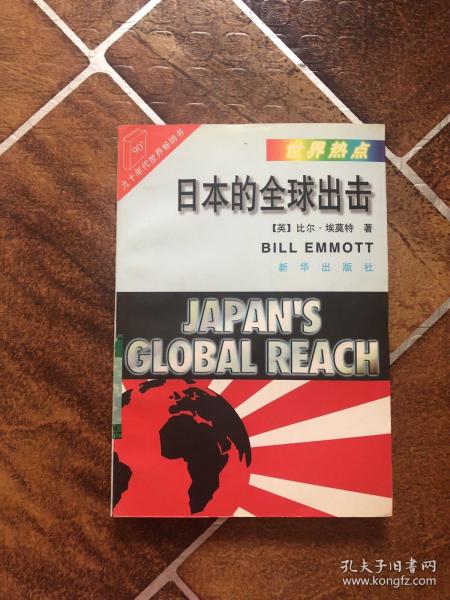 90'
九十年代世界畅销书
世界热点
日本的全球出击
【英】比尔·埃莫特 著
BILL EMMOTT
新华出版社
JAPAN'S
GLOBAL REACH
孔夫子旧书网
www.kongfz.com